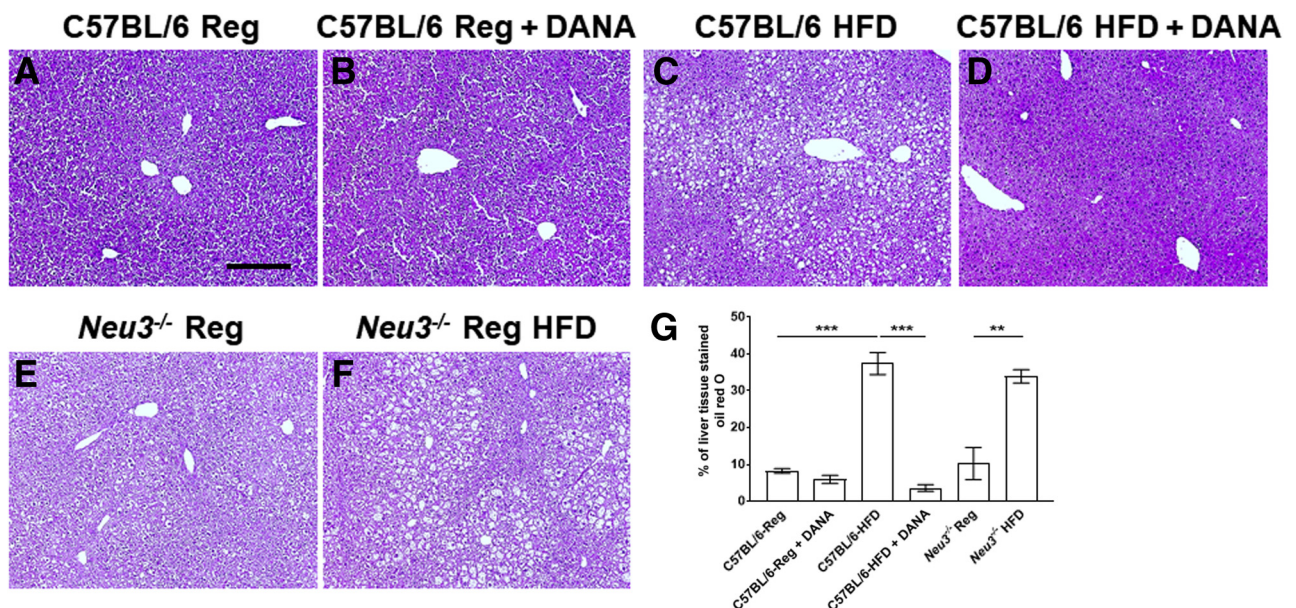 C57BL/6 Reg
C57BL/6 Reg + DANA
C57BL/6 HFD
C57BL/6 HFD + DANA
A
B
C
D
Neu3-/- Reg
Neu3-/- Reg HFD
E
F
G
% of liver tissue stained
oil red O
50
40
30
20
10
0
***
***
**
C57BL/6-Reg
C57BL/6-Reg + DANA
C57BL/6-HFD
C57BL/6-HFD + DANA
Neu3-/- Reg
Neu3-/- HFD